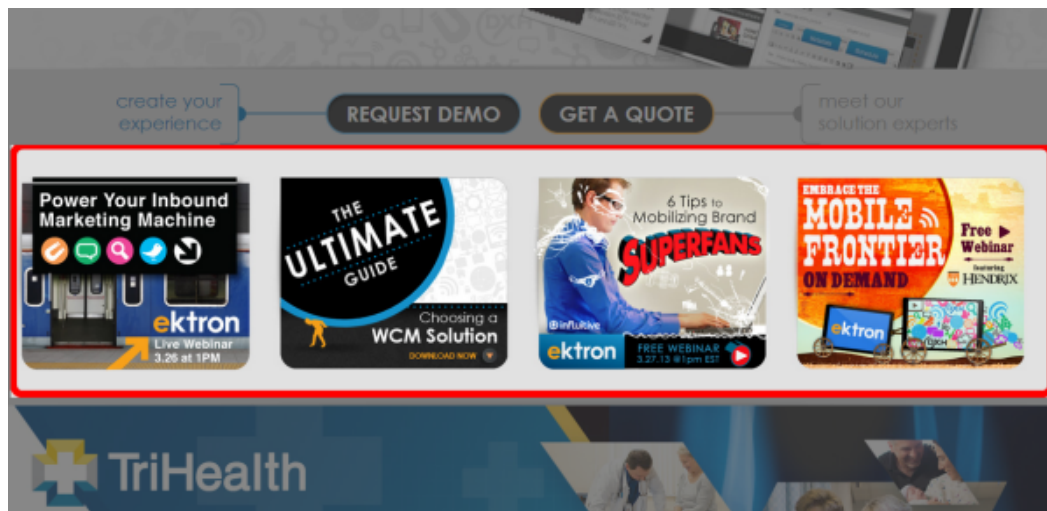 DXH
create your
experience
REQUEST DEMO
GET A QUOTE
meet our
solution experts
Power Your Inbound
Marketing Machine
ektron
Live Webinar
3.26 at 1PM
THE
ULTIMATE
GUIDE
Choosing a
WCM Solution
DOWNLOAD NOW
6 Tips to
Mobilizing Brand
SUPERFANS
influitive
ektron
FREE WEBINAR
3.27.13 @1pm EST
EMBRACE THE
MOBILE
FRONTIER
ON DEMAND
Free
Webinar
featuring
HENDRIX
ektron
DXH
TriHealth